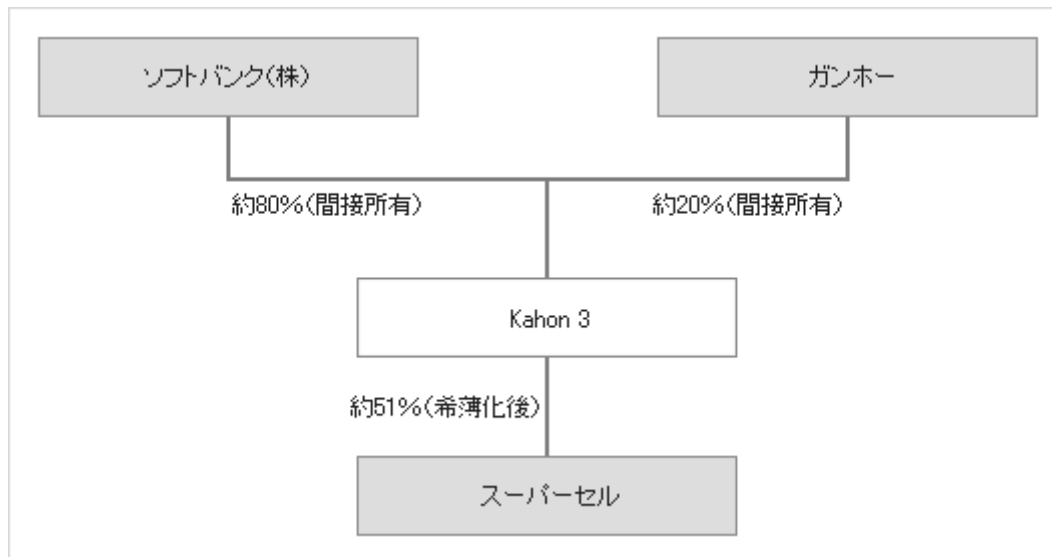 ソフトバンク(株)
ガンホー
約80%(間接所有)
約20%(間接所有)
Kahon 3
約51%(希薄化後)
スーパーセル